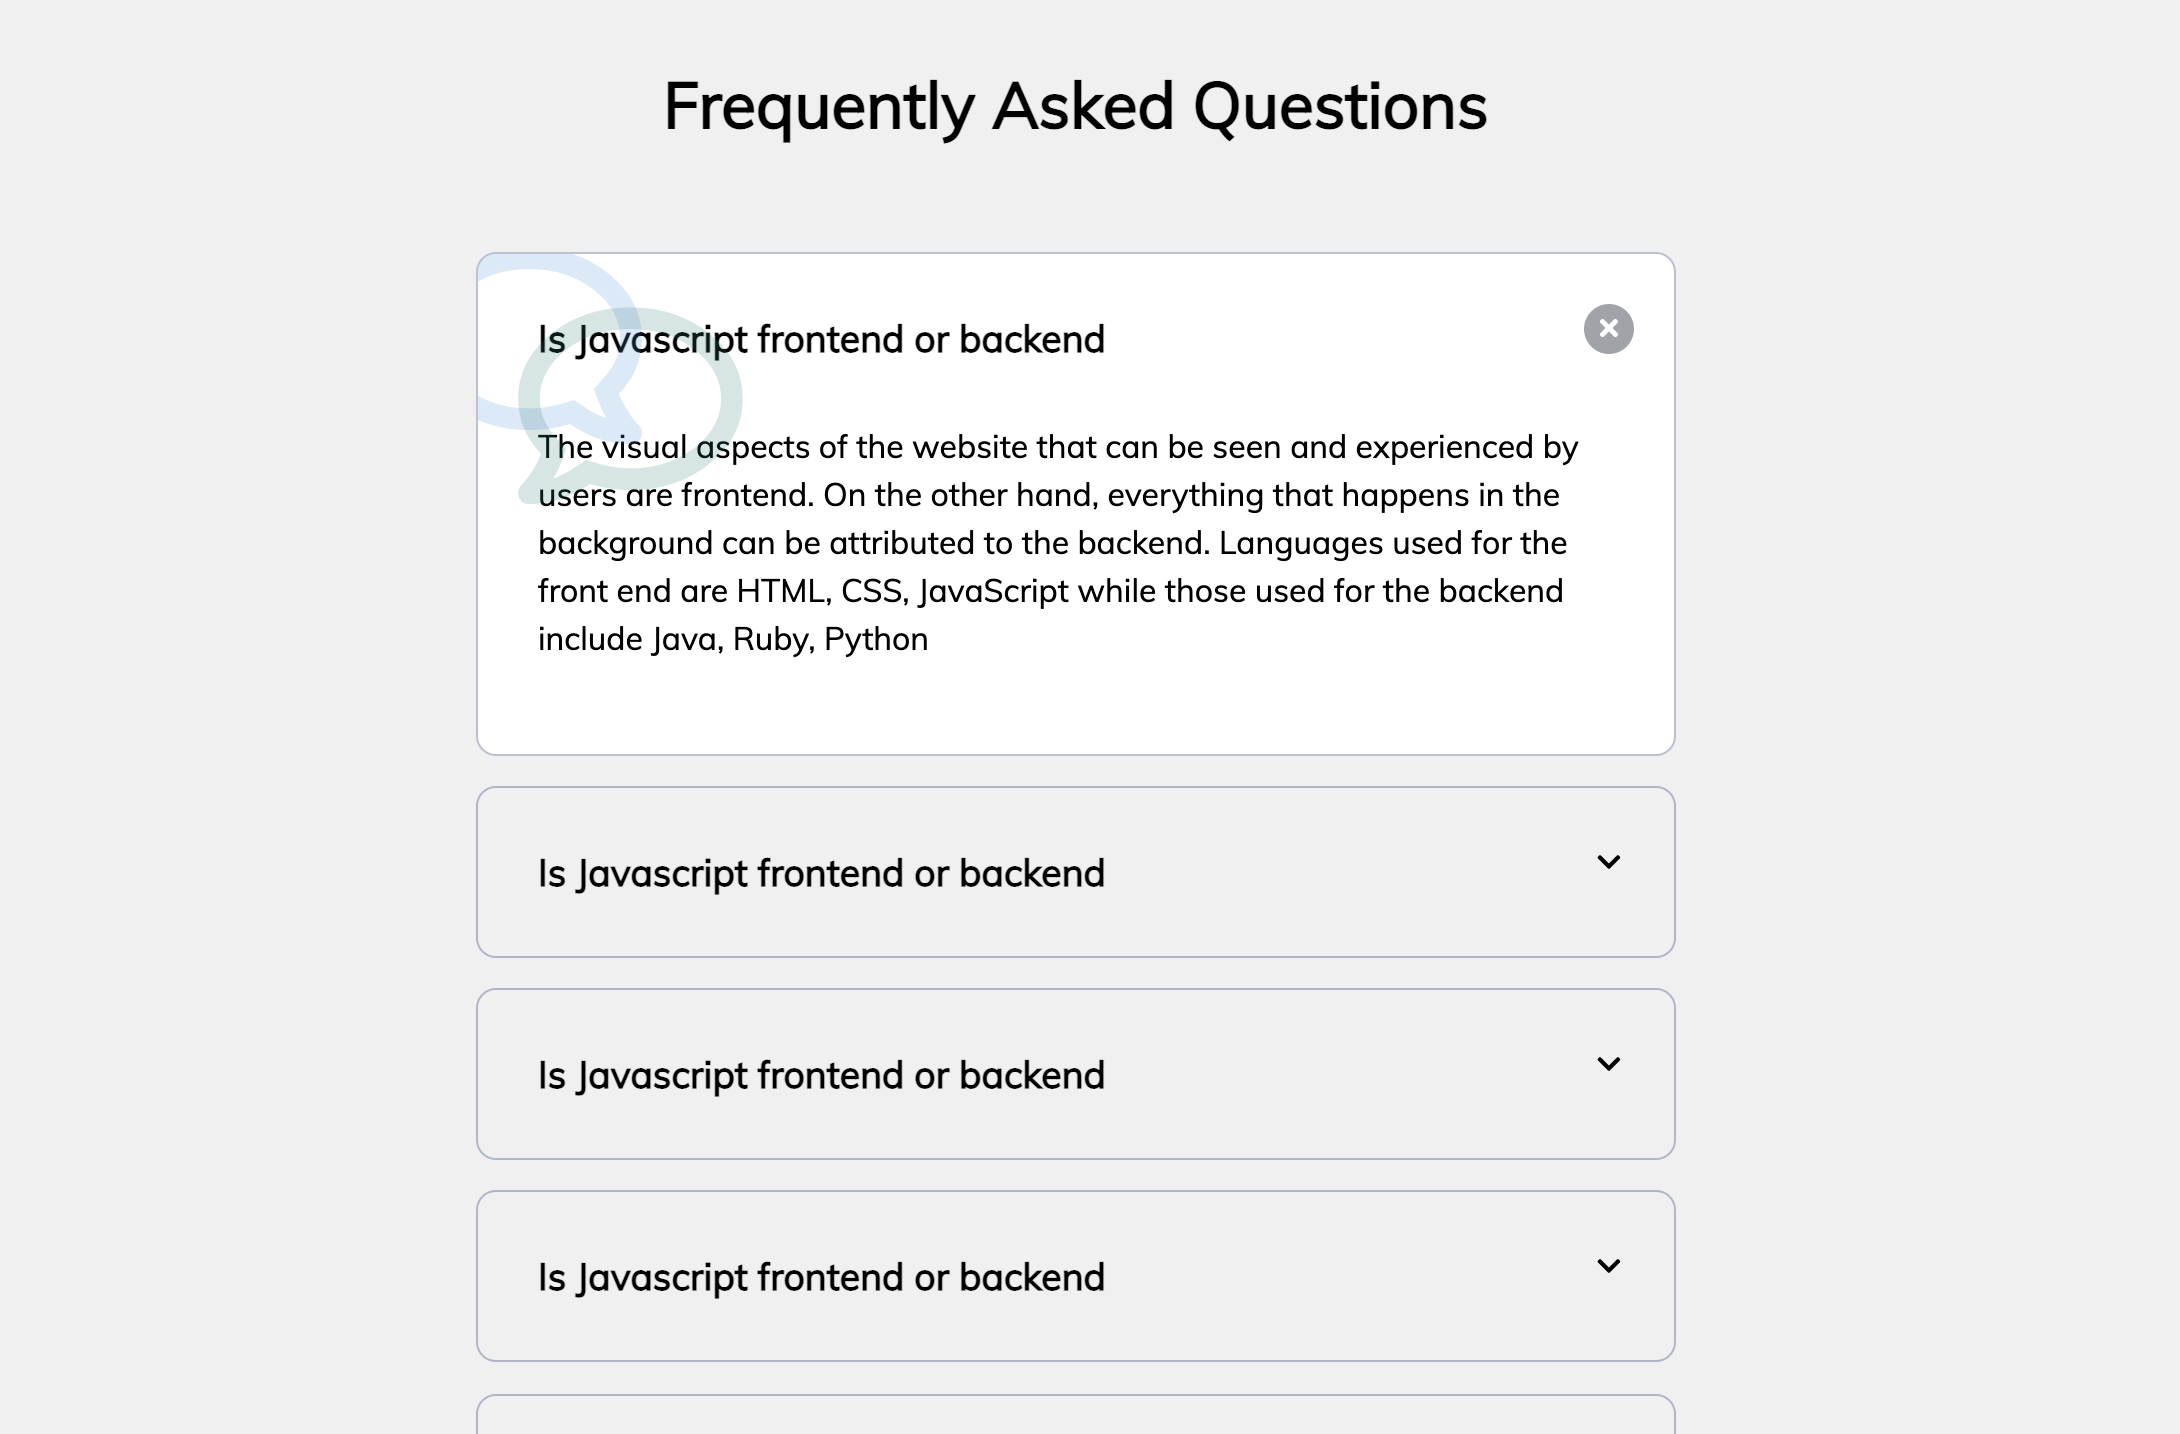 Frequently Asked Questions
Is Javascript frontend or backend
The visual aspects of the website that can be seen and experienced by
users are frontend. On the other hand, everything that happens in the
background can be attributed to the backend. Languages used for the
front end are HTML, CSS, JavaScript while those used for the backend
include Java, Ruby, Python
Is Javascript frontend or backend
Is Javascript frontend or backend
Is Javascript frontend or backend